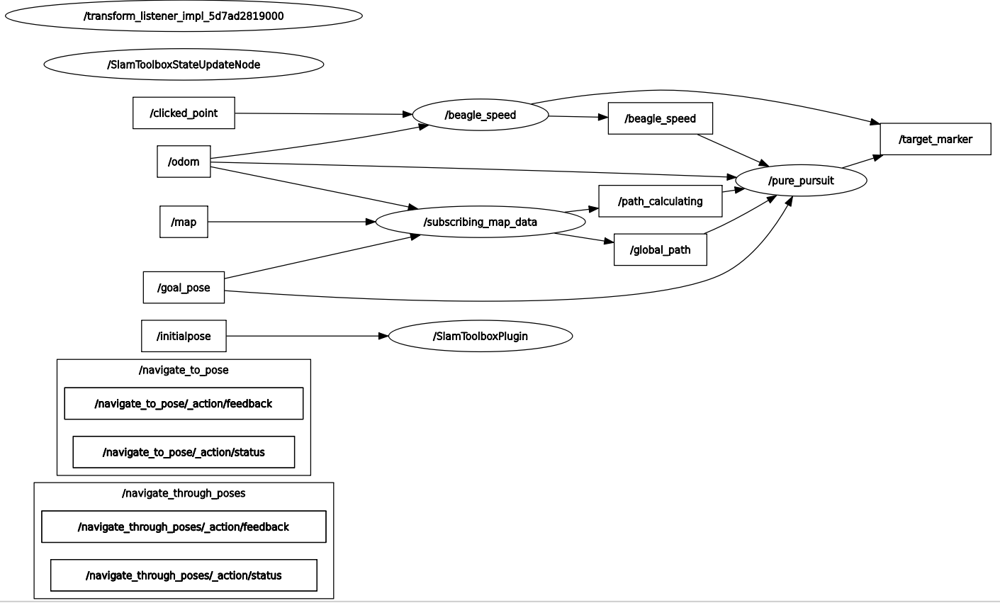 /transform_listener_impl_5d7ad2819000
/SlamToolboxStateUpdateNode
/clicked_point
/beagle_speed
/beagle_speed
/target_marker
/odom
/pure_pursuit
/path_calculating
/map
/subscribing_map_data
/global_path
/goal_pose
/initialpose
/SlamToolboxPlugin
/navigate_to_pose
/navigate_to_pose/_action/feedback
/navigate_to_pose/_action/status
/navigate_through_poses
/navigate_through_poses/_action/feedback
/navigate_through_poses/_action/status